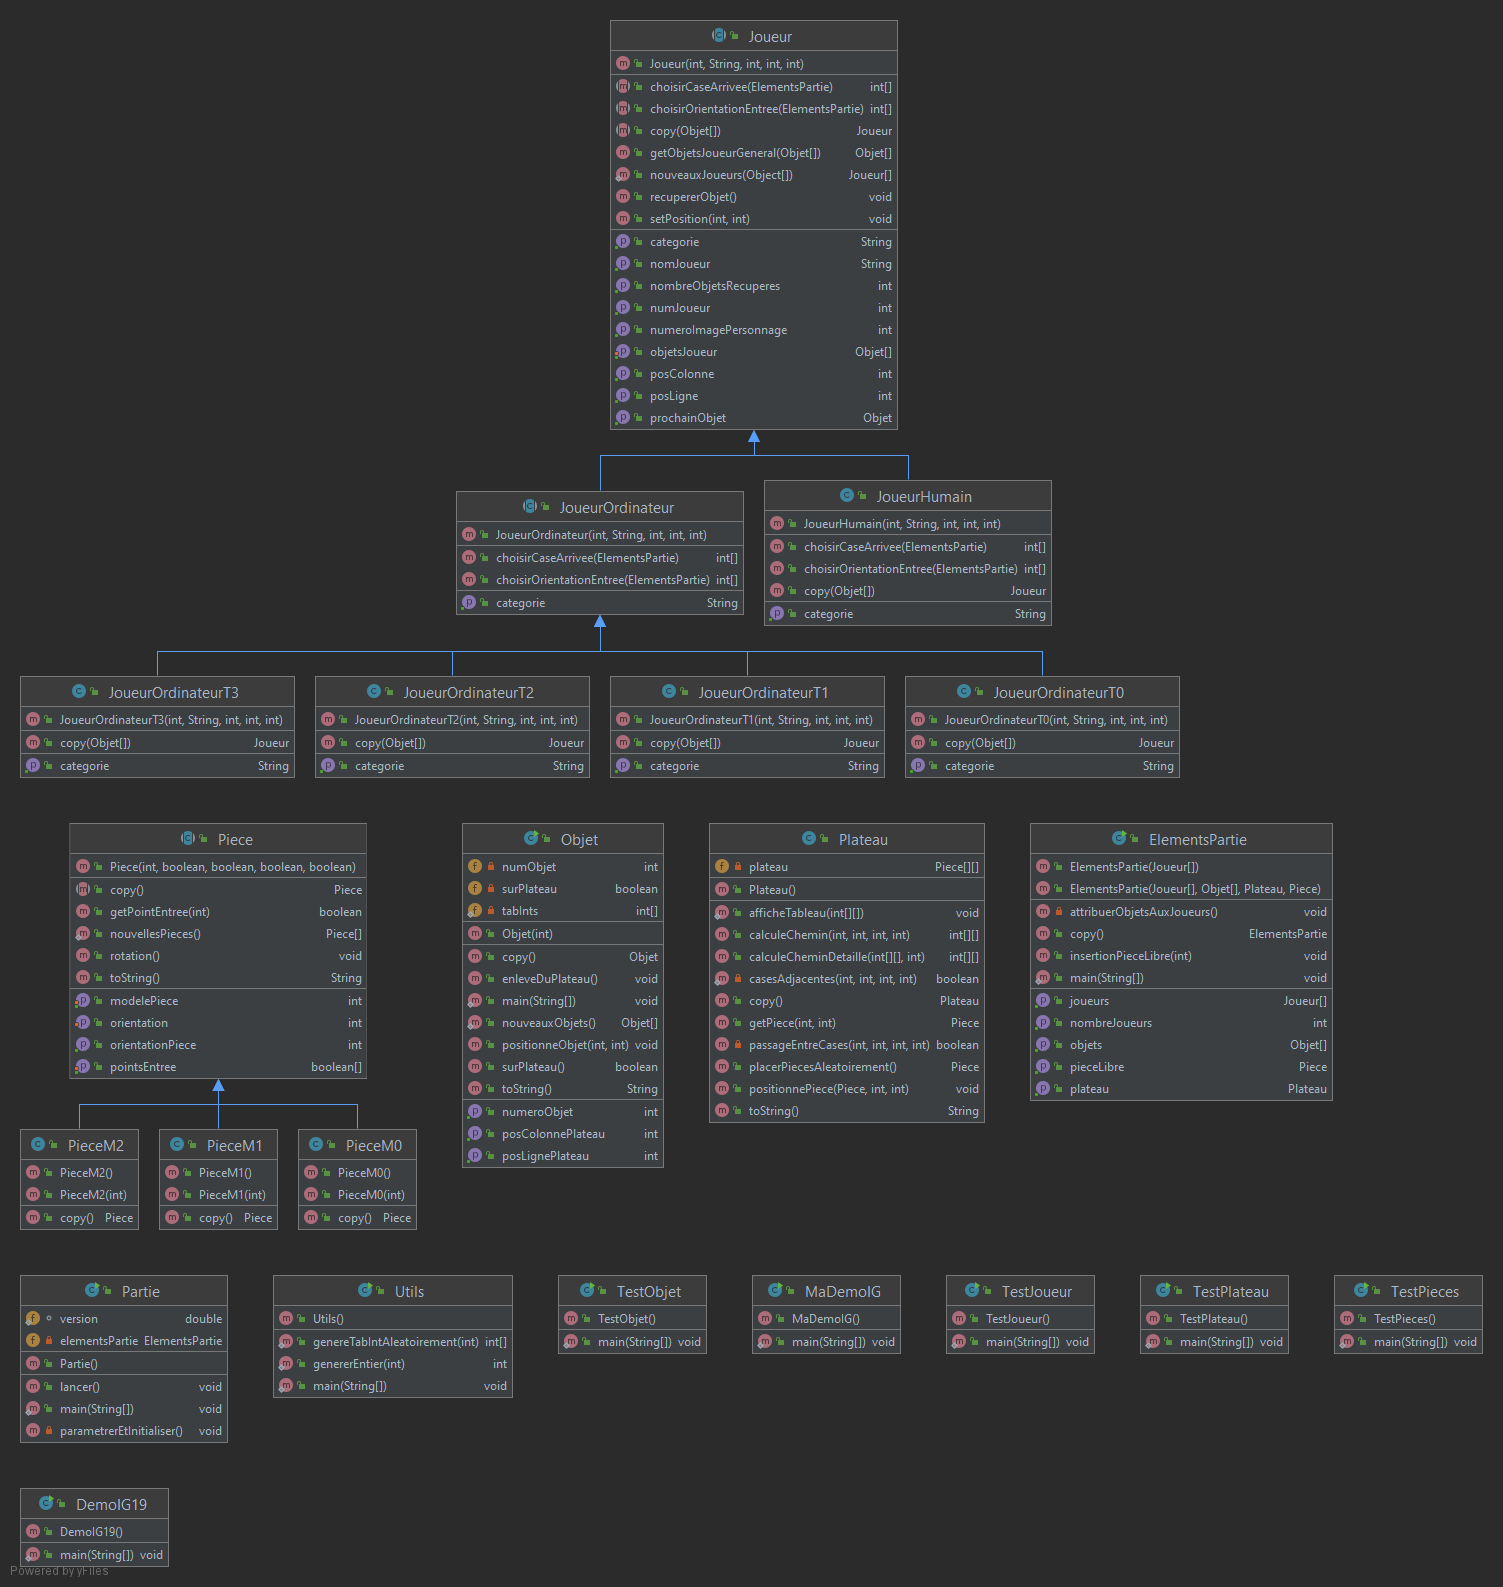 Joueur
Joueur(int, String, int, int, int)
choisirCaseArrivee(ElementsPartie) int[]
choisirOrientationEntree(ElementsPartie) int[]
copy(Objet[]) Joueur
getObjetsJoueurGeneral(Objet[]) Objet[]
nouveauxJoueurs(Object[]) Joueur[]
recupererObjet() void
setPosition(int, int) void
categorie String
nomJoueur String
nombreObjetsRecuperes int
numJoueur int
numeroImagePersonnage int
objetsJoueur Objet[]
posColonne int
posLigne int
prochainObjet Objet
JoueurOrdinateur
JoueurOrdinateur(int, String, int, int, int)
choisirCaseArrivee(ElementsPartie) int[]
choisirOrientationEntree(ElementsPartie) int[]
categorie String
JoueurHumain
JoueurHumain(int, String, int, int, int)
choisirCaseArrivee(ElementsPartie) int[]
choisirOrientationEntree(ElementsPartie) int[]
copy(Objet[]) Joueur
categorie String
JoueurOrdinateurT3
JoueurOrdinateurT3(int, String, int, int, int)
copy(Objet[]) Joueur
categorie String
JoueurOrdinateurT2
JoueurOrdinateurT2(int, String, int, int, int)
copy(Objet[]) Joueur
categorie String
JoueurOrdinateurT1
JoueurOrdinateurT1(int, String, int, int, int)
copy(Objet[]) Joueur
categorie String
JoueurOrdinateurT0
JoueurOrdinateurT0(int, String, int, int, int)
copy(Objet[]) Joueur
categorie String
Piece
Piece(int, boolean, boolean, boolean, boolean)
copy() Piece
getPointEntree(int) boolean
nouvellesPieces() Piece[]
rotation() void
toString() String
modelePiece int
orientation int
orientationPiece int
pointsEntree boolean[]
Objet
numObjet int
surPlateau boolean
tabInts int[]
Objet(int)
copy() Objet
enleveDuPlateau() void
main(String[]) void
nouveauxObjets() Objet[]
positionneObjet(int, int) void
surPlateau() boolean
toString() String
numeroObjet int
posColonnePlateau int
posLignePlateau int
Plateau
plateau Piece[][]
Plateau()
afficheTableau(int[][]) void
calculeChemin(int, int, int, int) int[][]
calculeCheminDetaille(int[][], int) int[][]
casesAdjacentes(int, int, int, int) boolean
copy() Plateau
getPiece(int, int) Piece
passageEntreCases(int, int, int, int) boolean
placerPiecesAleatoirement() Piece
positionnePiece(Piece, int, int) void
toString() String
ElementsPartie
ElementsPartie(Joueur[])
ElementsPartie(Joueur[], Objet[], Plateau, Piece)
attribuerObjetsAuxJoueurs() void
copy() ElementsPartie
insertionPieceLibre(int) void
main(String[]) void
joueurs Joueur[]
nombreJoueurs int
objets Objet[]
pieceLibre Piece
plateau Plateau
PieceM2
PieceM2()
PieceM2(int)
copy() Piece
PieceM1
PieceM1()
PieceM1(int)
copy() Piece
PieceM0
PieceM0()
PieceM0(int)
copy() Piece
Partie
version double
elementsPartie ElementsPartie
Partie()
lancer() void
main(String[]) void
parametrerEtInitialiser() void
Utils
Utils()
genereTabIntAleatoirement(int) int[]
genererEntier(int) int
main(String[]) void
TestObjet
TestObjet()
main(String[]) void
MaDemoIG
MaDemoIG()
main(String[]) void
TestJoueur
TestJoueur()
main(String[]) void
TestPlateau
TestPlateau()
main(String[]) void
TestPieces
TestPieces()
main(String[]) void
DemoIG19
DemoIG19()
main(String[]) void
Powered by yFiles